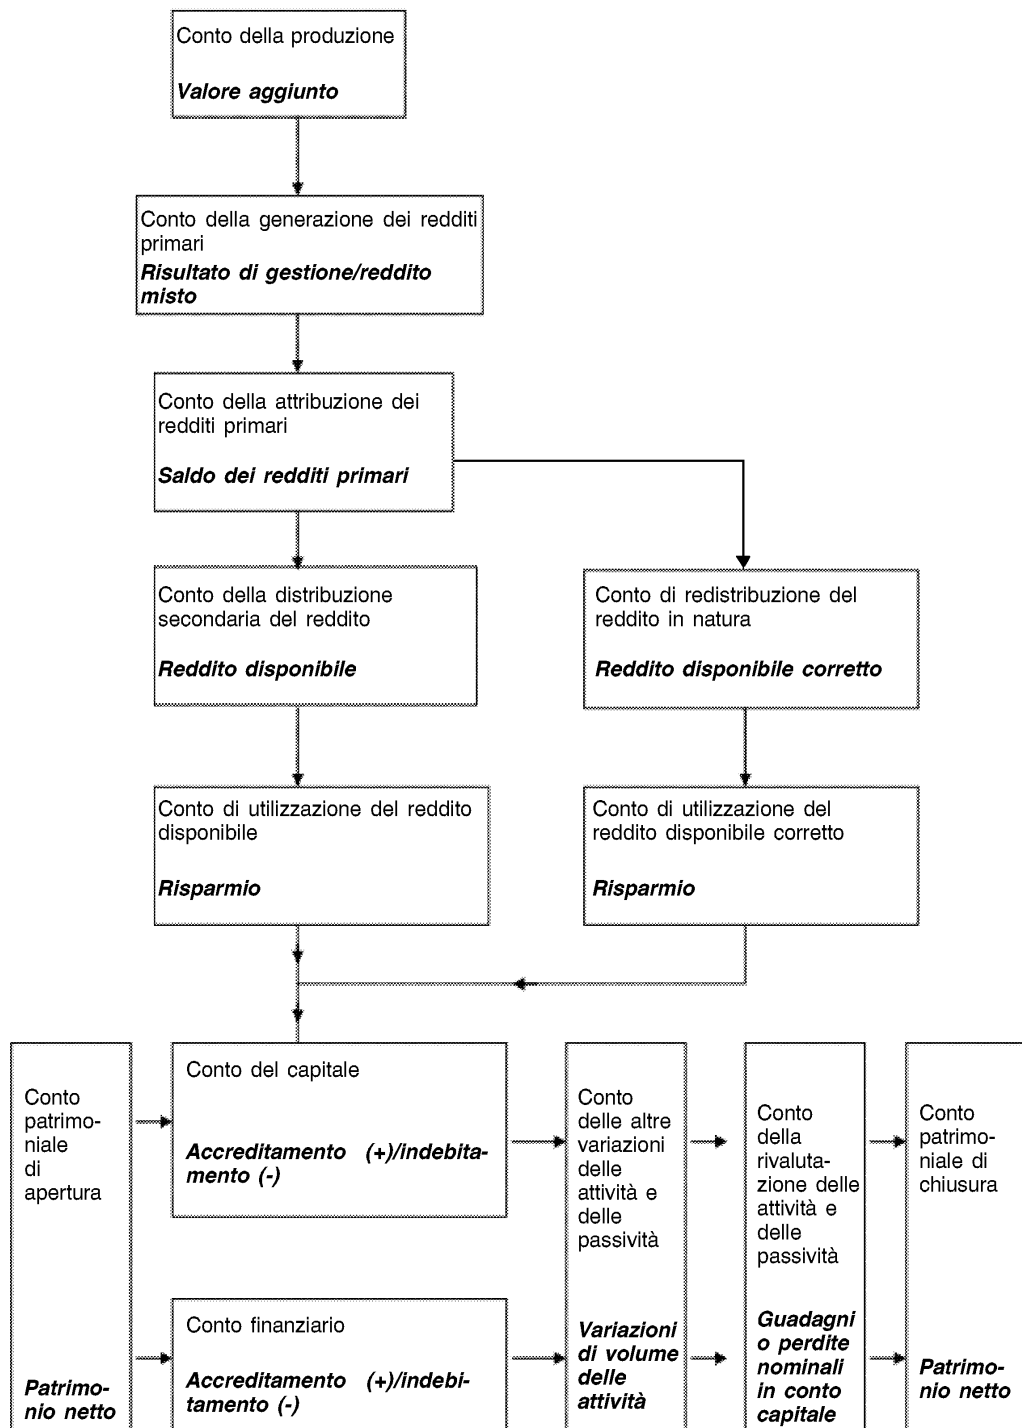 Conto della produzione
Valore aggiunto
Conto della generazione dei redditi
primari
Risultato di gestione/reddito
misto
Conto della attribuzione dei
redditi primari
Saldo dei redditi primari
Conto della distribuzione
secondaria del reddito
Reddito disponibile
Conto di redistribuzione del
reddito in natura
Reddito disponibile corretto
Conto di utilizzazione del reddito
disponibile
Risparmio
Conto di utilizzazione del
reddito disponibile corretto
Risparmio
Conto
patrimo-
niale
di
apertura
Patrimo-
nio netto
Conto del capitale
Accreditamento (+)/indebita-
mento (-)
Conto finanziario
Accreditamento (+)/indebi-
tamento (-)
Conto
delle altre
variazioni
delle
attività e
delle
passività
Variazioni
di volume
delle
attività
Conto
della
rivaluta-
zione delle
attività e
delle
passività
Guadagni
o perdite
nominali
in conto
capitale
Conto
patrimo-
niale di
chiusura
Patrimo-
nio netto